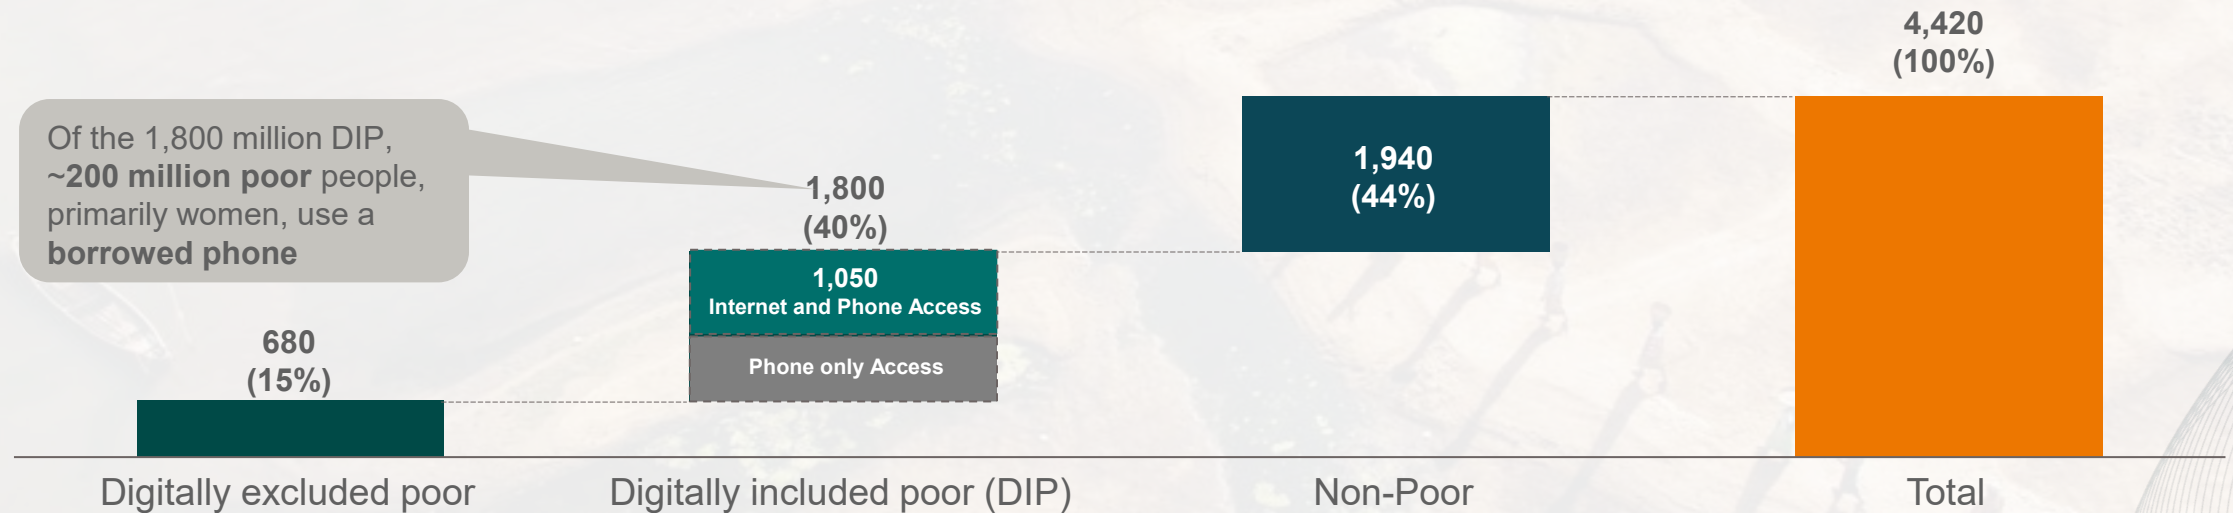 4,420
(100%)
Of the 1,800 million DIP,
~200 million poor people,
primarily women, use a
borrowed phone
1,800
(40%)
1,940
(44%)
1,050
Internet and Phone Access
680
(15%)
Phone only Access
Digitally excluded poor
Digitally included poor (DIP)
Non-Poor
Total